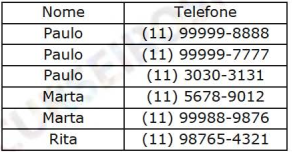 Nome Telefone
Paulo (11) 99999-8888
Paulo (11) 99999-7777
Paulo (11) 3030-3131
Marta (11) 5678-9012
Marta (11) 99988-9876
Rita (11) 98765-4321